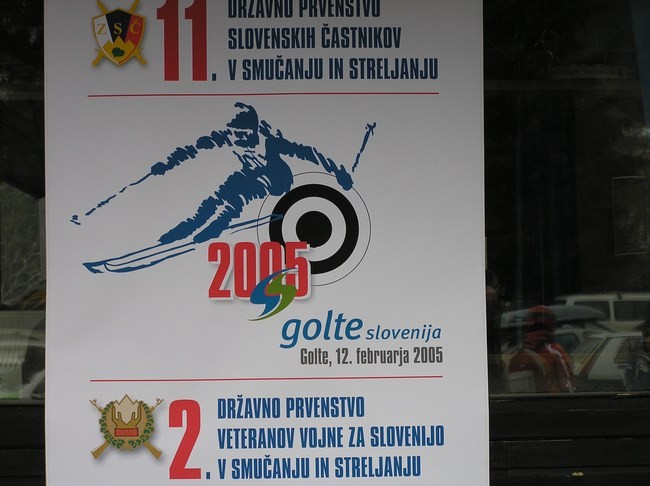 ZSČ
11. DRŽAVNO PRVENSTVO
SLOVENSKIH ČASTNIKOV
V SMUČANJU IN STRELJANJU
2005
golte slovenija
Golte, 12. februarja 2005
2. DRŽAVNO PRVENSTVO
VETERANOV VOJNE ZA SLOVENIJO
V SMUČANJU IN STRELJANJU